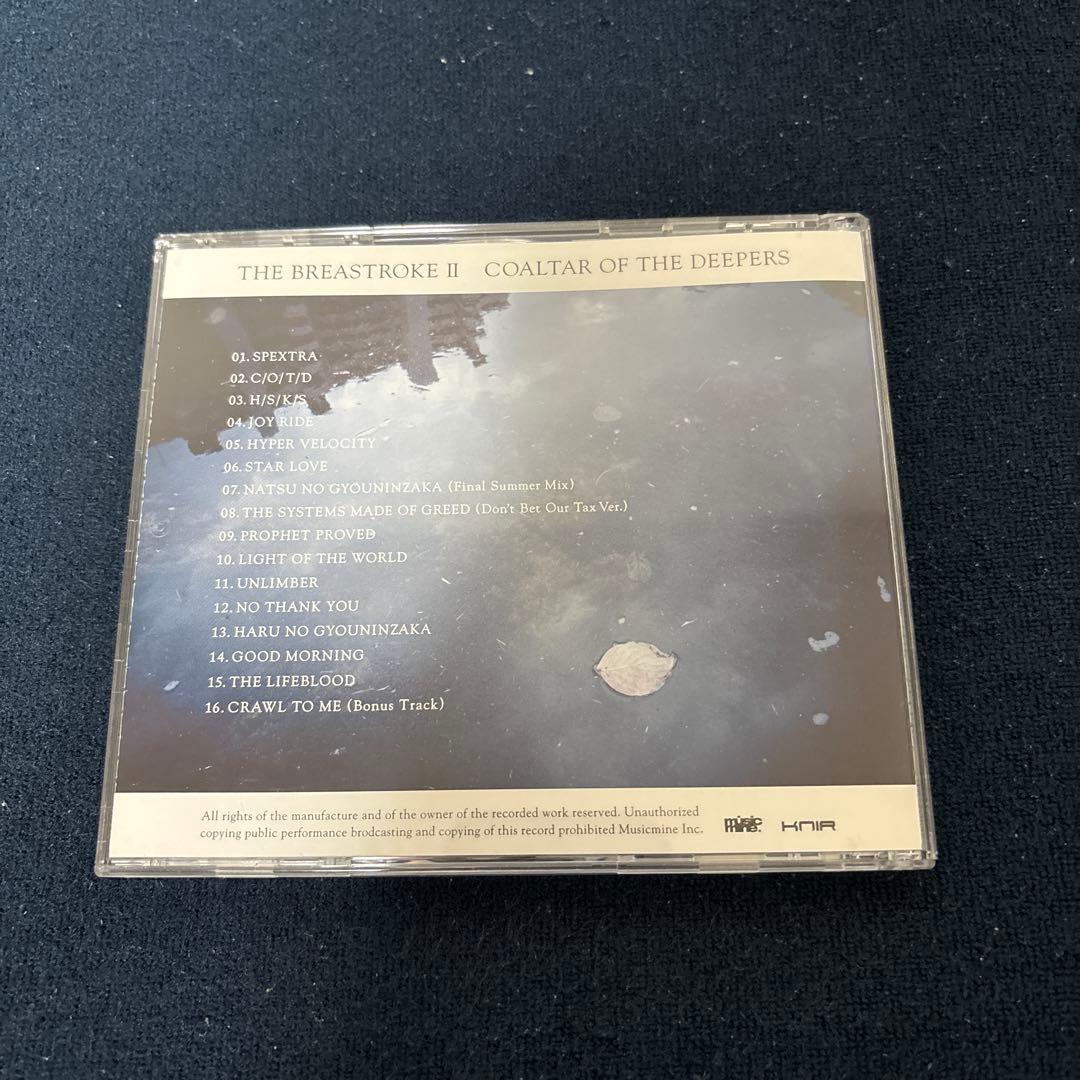 THE BREASTROKE II COALTAR OF THE DEEPERS
01. SPEXTRA
02. C/O/T/D
03. H/S/K/S
04. JOY RIDE
05. HYPER VELOCITY
06. STAR LOVE
07. NATSU NO GYOUNINZAKA (Final Summer Mix)
08. THE SYSTEMS MADE OF GREED (Don't Bet Our Tax Ver.)
09. PROPHET PROVED
10. LIGHT OF THE WORLD
11. UNLIMBER
12. NO THANK YOU
13. HARU NO GYOUNINZAKA
14. GOOD MORNING
15. THE LIFEBLOOD
16. CRAWL TO ME (Bonus Track)
All rights of the manufacture and of the owner of the recorded work reserved. Unauthorized
copying public performance brodcasting and copying of this record prohibited Musicmine Inc.
music
mine.
KNIR